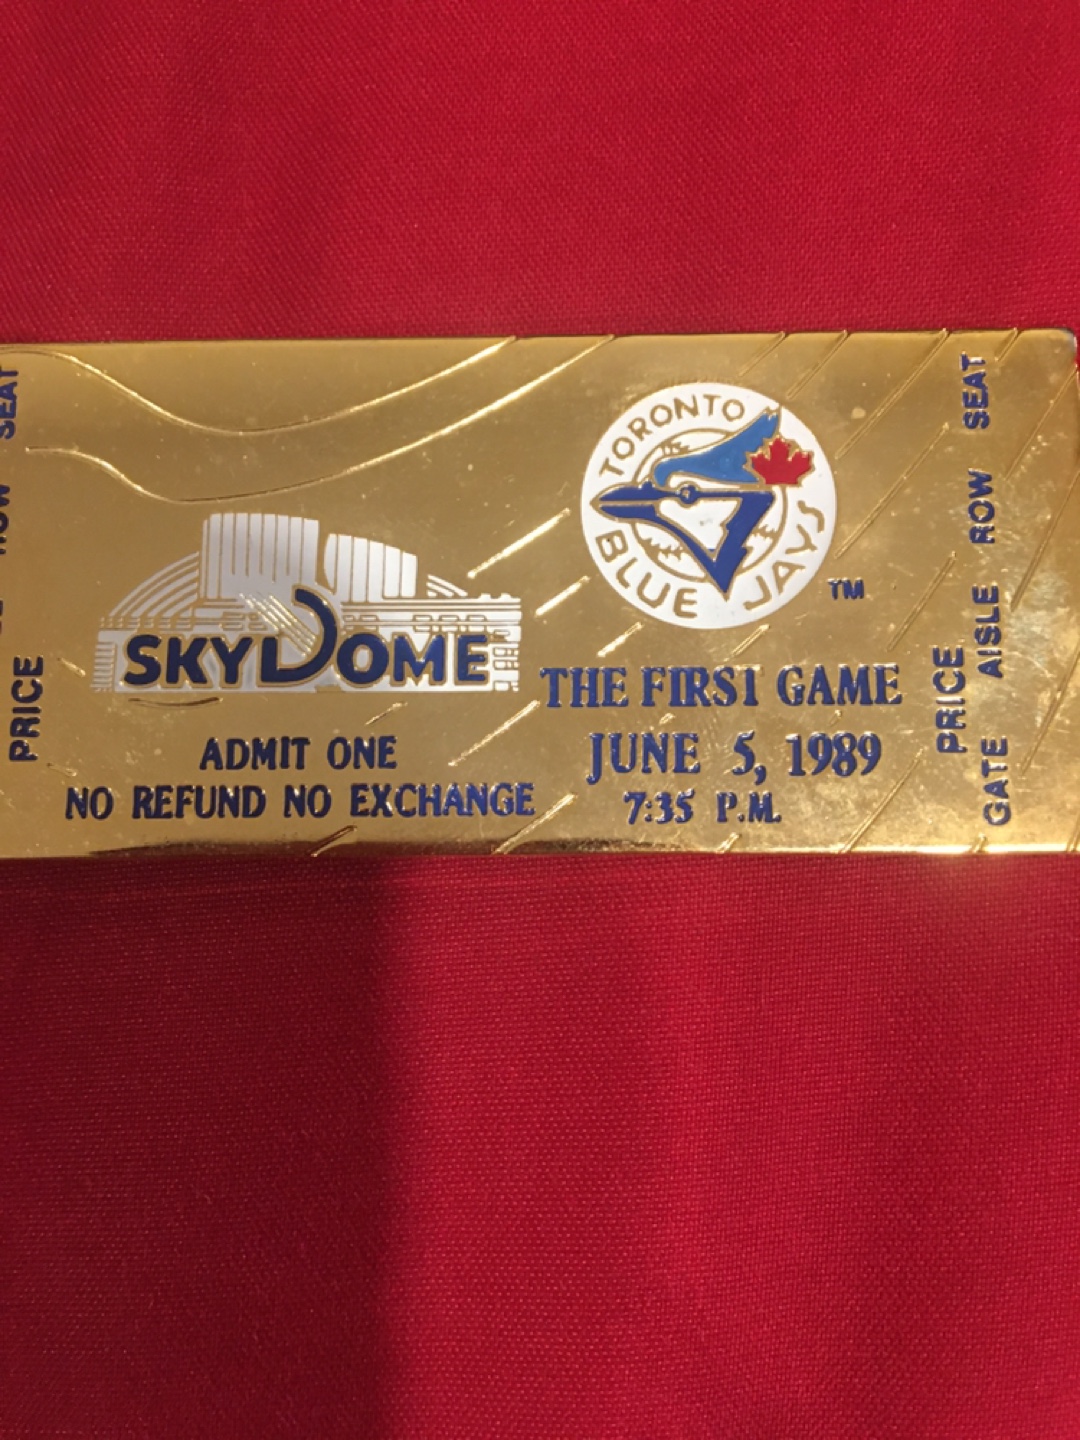 PRICE
ROW SEAT
SKYDOME
ADMIT ONE
NO REFUND NO EXCHANGE
TORONTO
BLUE JAYS
TM
THE FIRST GAME
JUNE 5, 1989
7:35 P.M.
PRICE
GATE AISLE ROW SEAT